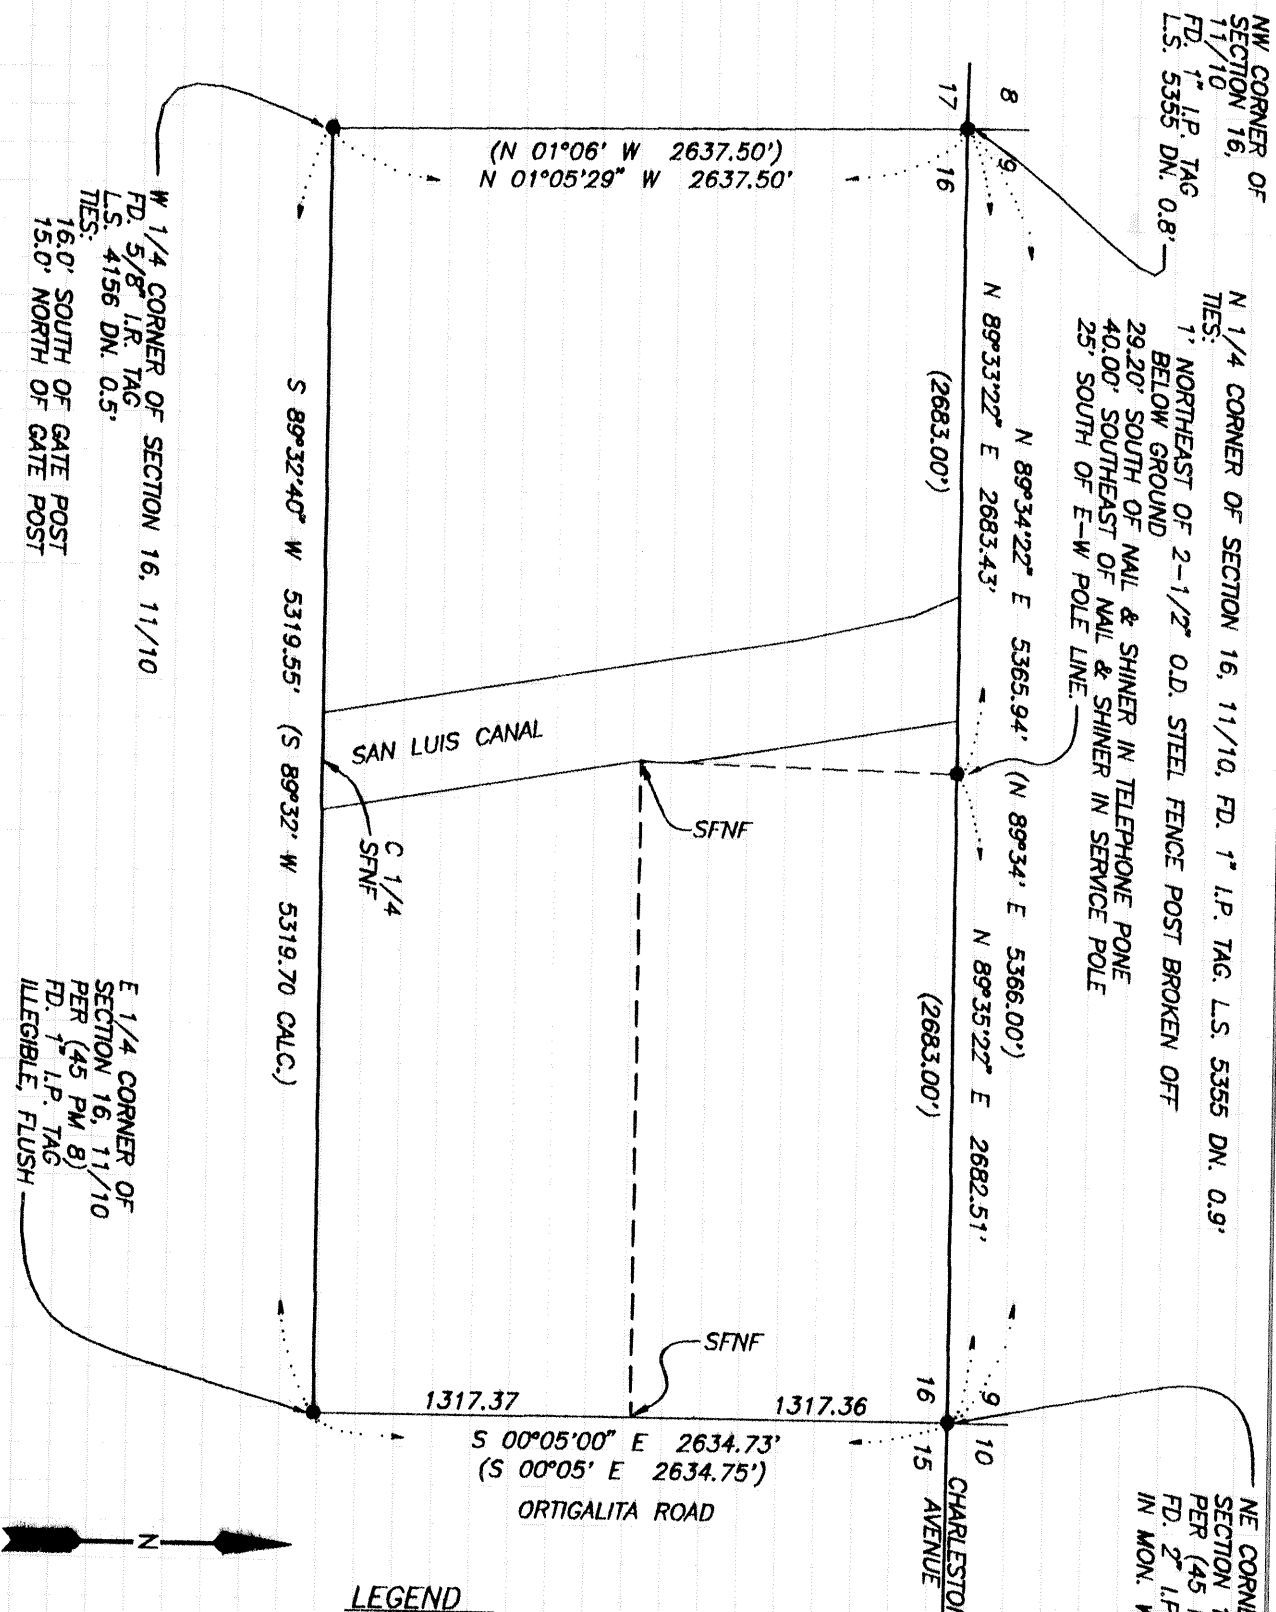 NW CORNER OF
SECTION 16,
11/10
FD. 1" I.P. TAG
L.S. 5355 DN. 0.8'
N 1/4 CORNER OF SECTION 16, 11/10, FD. 1" I.P. TAG. L.S. 5355 DN. 0.9'
TIES:
1' NORTHEAST OF 2-1/2" O.D. STEEL FENCE POST BROKEN OFF
BELOW GROUND
29.20' SOUTH OF NAIL & SHINER IN TELEPHONE PONE
40.00' SOUTHEAST OF NAIL & SHINER IN SERVICE POLE
25' SOUTH OF E-W POLE LINE.
NE CORNE
SECTION 1
PER (45
FD. 2" I.P
IN MON. W
8
9
17
16
9
10
16
15
N 89°34'22" E 5365.94' (N 89°34' E 5366.00')
N 89°33'22" E 2683.43'
N 89°35'22" E 2682.51'
(2683.00')
(2683.00')
CHARLESTON
AVENUE
(N 01°06' W 2637.50')
N 01°05'29" W 2637.50'
SAN LUIS CANAL
SFNF
SFNF
C 1/4
SFNF
1317.37
1317.36
S 00°05'00" E 2634.73'
(S 00°05' E 2634.75')
ORTIGALITA ROAD
S 89°32'40" W 5319.55' (S 89°32' W 5319.70 CALC.)
W 1/4 CORNER OF SECTION 16, 11/10
FD. 5/8" I.R. TAG
L.S. 4156 DN. 0.5'
TIES:
16.0' SOUTH OF GATE POST
15.0' NORTH OF GATE POST
E 1/4 CORNER OF
SECTION 16, 11/10
PER (45 PM 8)
FD. 1" I.P. TAG
ILLEGIBLE, FLUSH
N
LEGEND